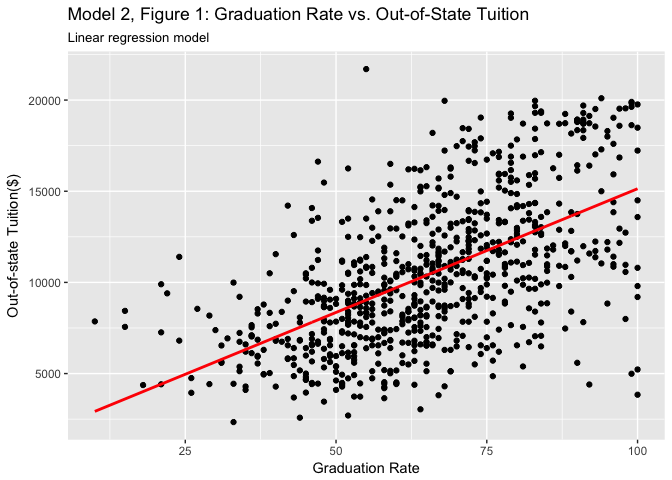 Model 2, Figure 1: Graduation Rate vs. Out-of-State Tuition
Linear regression model
Out-of-state Tuition($)
20000
15000
10000
5000
25
50
75
100
Graduation Rate